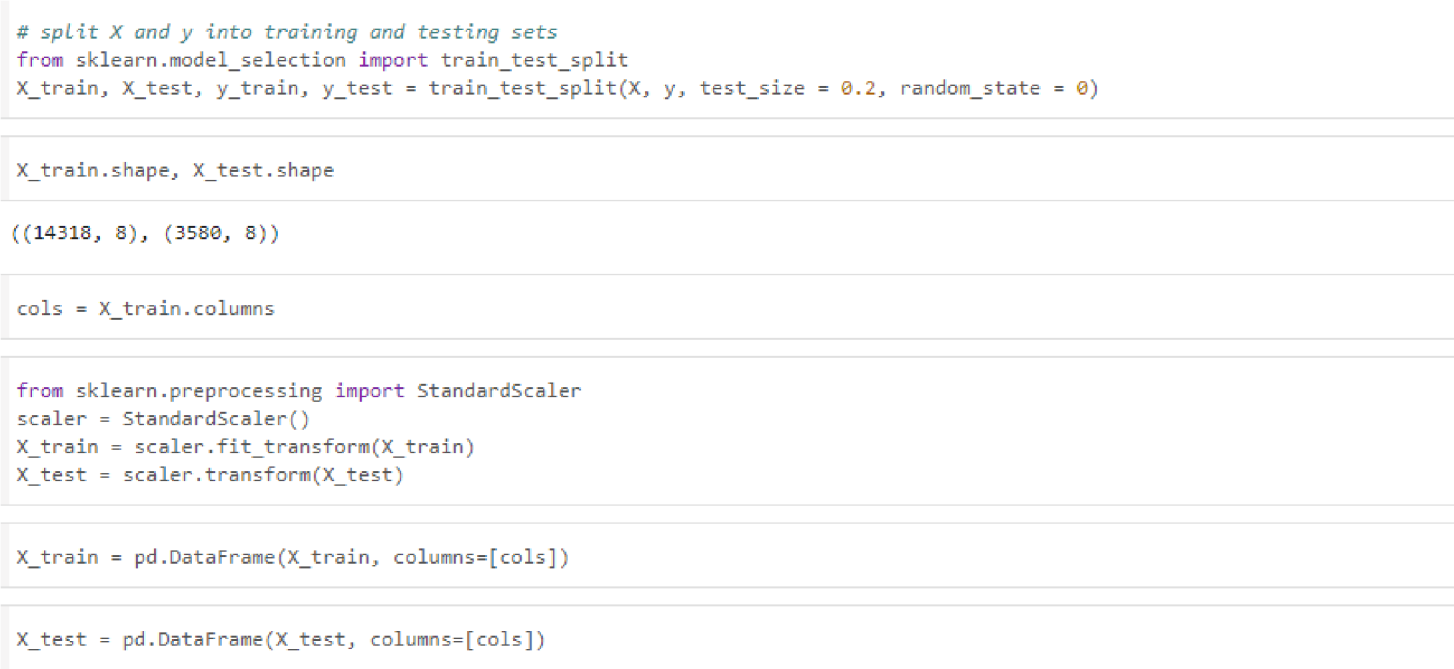 # split X and y into training and testing sets
from sklearn.model_selection import train_test_split
X_train, X_test, y_train, y_test = train_test_split(X, y, test_size = 0.2, random_state = 0)
X_train.shape, X_test.shape
((14318, 8), (3580, 8))
cols = X_train.columns
from sklearn.preprocessing import StandardScaler
scaler = StandardScaler()
X_train = scaler.fit_transform(X_train)
X_test = scaler.transform(X_test)
X_train = pd.DataFrame(X_train, columns=[cols])
X_test = pd.DataFrame(X_test, columns=[cols])